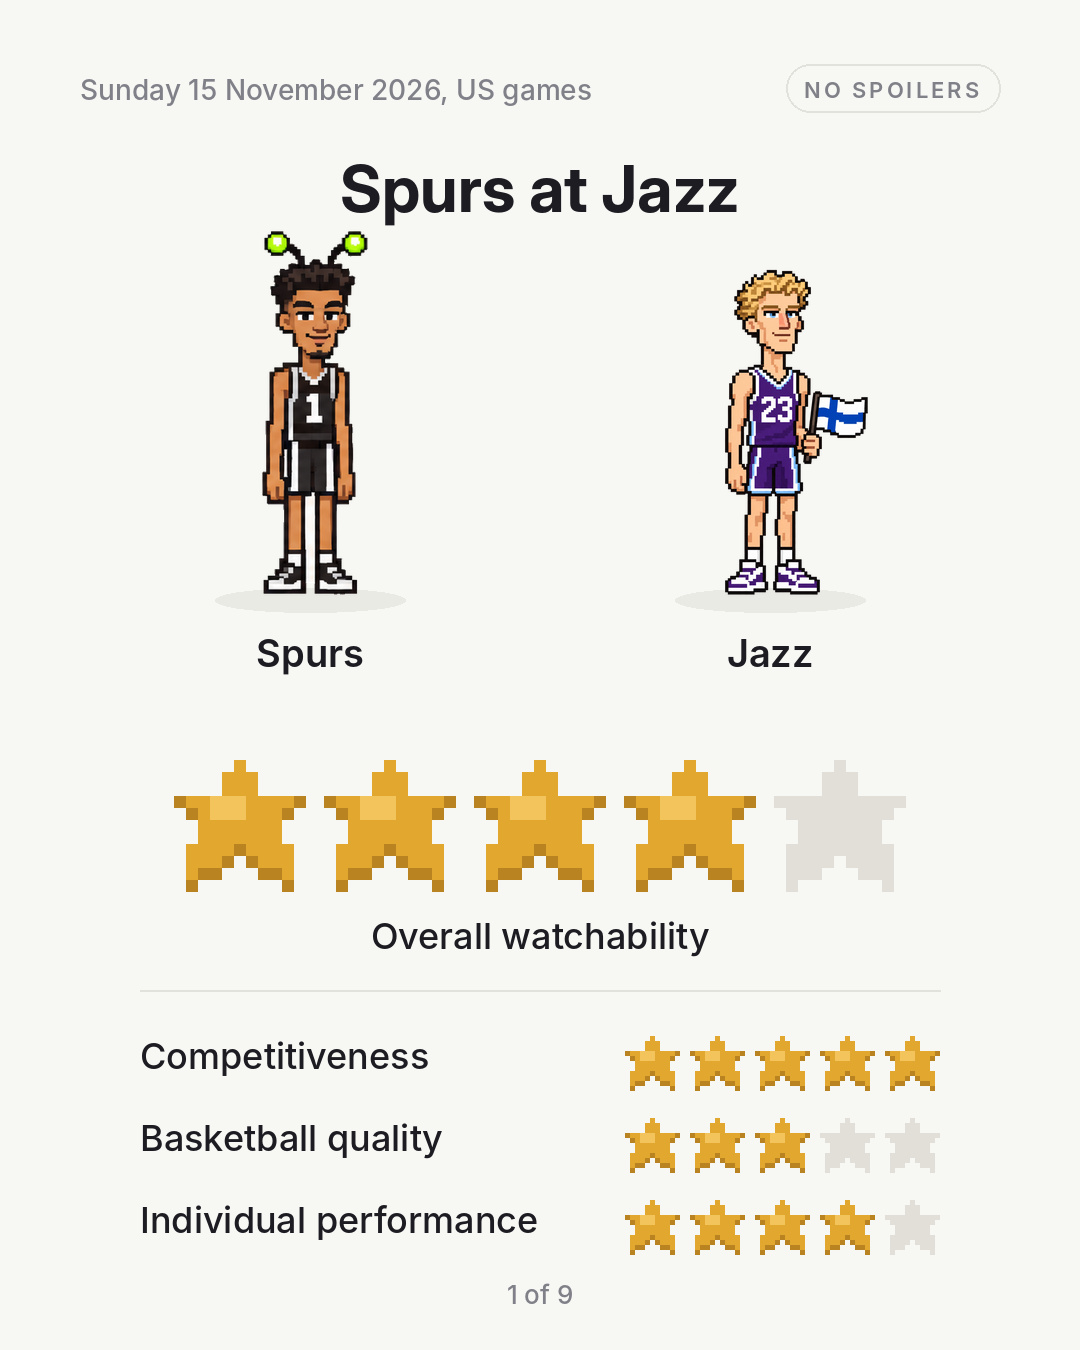 Sunday 15 November 2026, US games
NO SPOILERS
Spurs at Jazz
1
23
Spurs
Jazz
Overall watchability
Competitiveness
Basketball quality
Individual performance
1 of 9